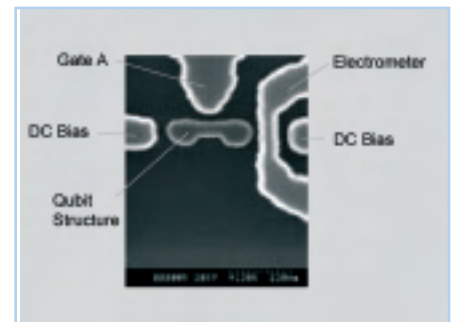 Gate A
Electrometer
DC Bias
DC Bias
Qubit
Structure